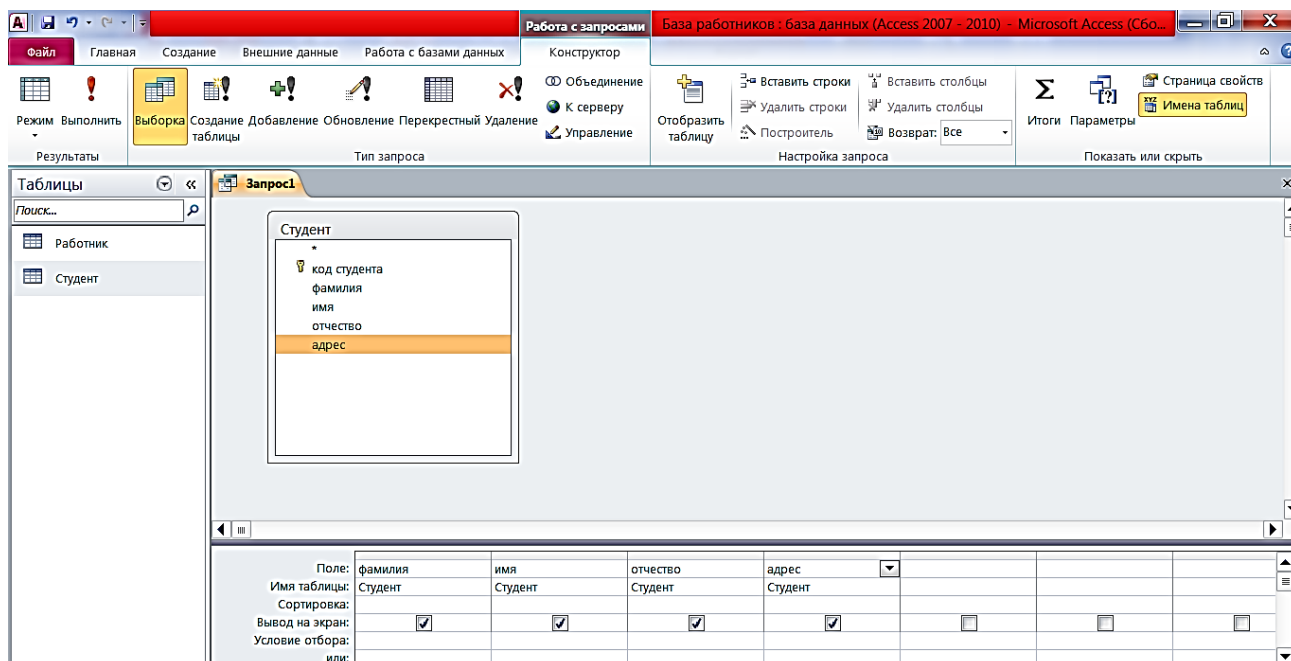 Работа с запросами База работников : база данных (Access 2007 - 2010) - Microsoft Access (Сбо...
Файл Главная Создание Внешние данные Работа с базами данных Конструктор
Режим Выполнить
Результаты
Выборка Создание таблицы Добавление Обновление Перекрестный Удаление
Объединение
К серверу
Управление
Тип запроса
Отобразить таблицу
Вставить строки
Удалить строки
Построитель
Вставить столбцы
Удалить столбцы
Возврат: Все
Настройка запроса
Итоги Параметры
Страница свойств
Имена таблиц
Показать или скрыть
Таблицы
Поиск...
Работник
Студент
Запрос1
Студент
*
код студента
фамилия
имя
отчество
адрес
Поле: фамилия имя отчество адрес
Имя таблицы: Студент Студент Студент Студент
Сортировка:
Вывод на экран:
Условие отбора:
или: